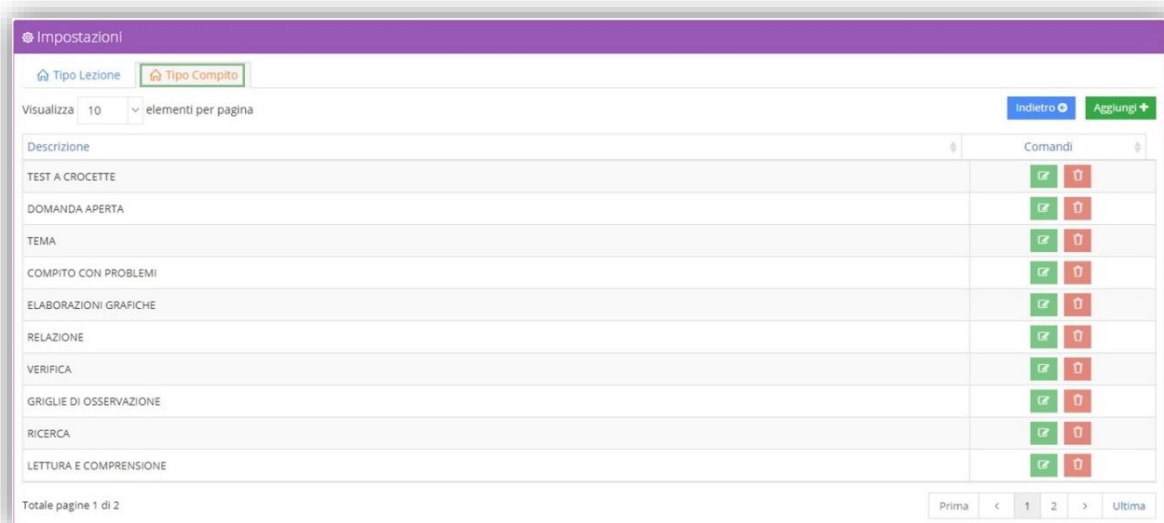 Impostazioni
Tipo Lezione Tipo Compito
Visualizza 10 elementi per pagina Indietro Aggiungi
Descrizione Comandi
TEST A CROCETTE
DOMANDA APERTA
TEMA
COMPITO CON PROBLEMI
ELABORAZIONI GRAFICHE
RELAZIONE
VERIFICA
GRIGLIE DI OSSERVAZIONE
RICERCA
LETTURA E COMPRENSIONE
Totale pagine 1 di 2 Prima < 1 2 > Ultima